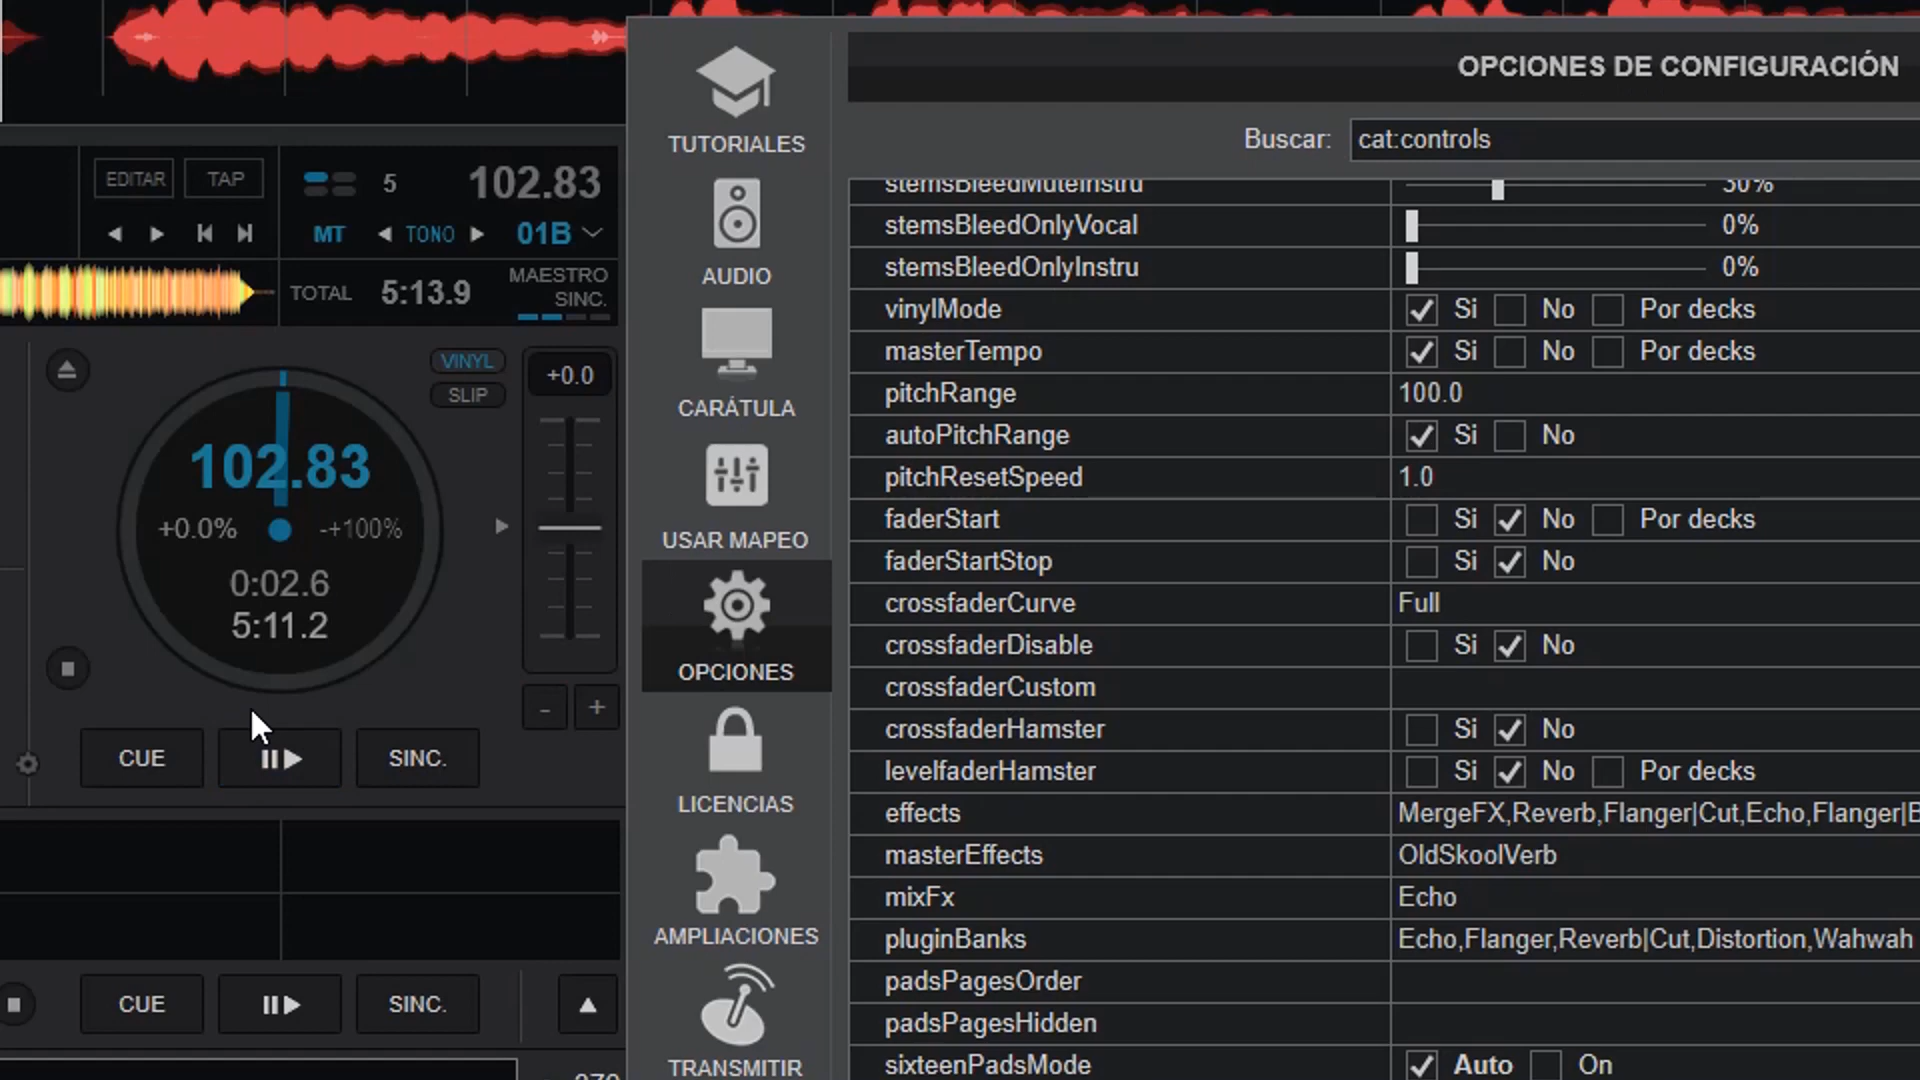 EDITAR TAP
5 102.83
MT TONO 01B
TOTAL 5:13.9 MAESTRO SINC.
VINYL
SLIP
+0.0
102.83
+0.0% -+100%
0:02.6
5:11.2
- +
CUE SINC.
CUE SINC.
TUTORIALES
AUDIO
CARÁTULA
USAR MAPEO
OPCIONES
LICENCIAS
AMPLIACIONES
TRANSMITIR
OPCIONES DE CONFIGURACIÓN
Buscar: cat:controls
stemsBleedMuteInstru 30%
stemsBleedOnlyVocal 0%
stemsBleedOnlyInstru 0%
vinylMode Si No Por decks
masterTempo Si No Por decks
pitchRange 100.0
autoPitchRange Si No
pitchResetSpeed 1.0
faderStart Si No Por decks
faderStartStop Si No
crossfaderCurve Full
crossfaderDisable Si No
crossfaderCustom
crossfaderHamster Si No
levelfaderHamster Si No Por decks
effects MergeFX,Reverb,Flanger|Cut,Echo,Flanger|
masterEffects OldSkoolVerb
mixFx Echo
pluginBanks Echo,Flanger,Reverb|Cut,Distortion,Wahwah
padsPagesOrder
padsPagesHidden
sixteenPadsMode Auto On